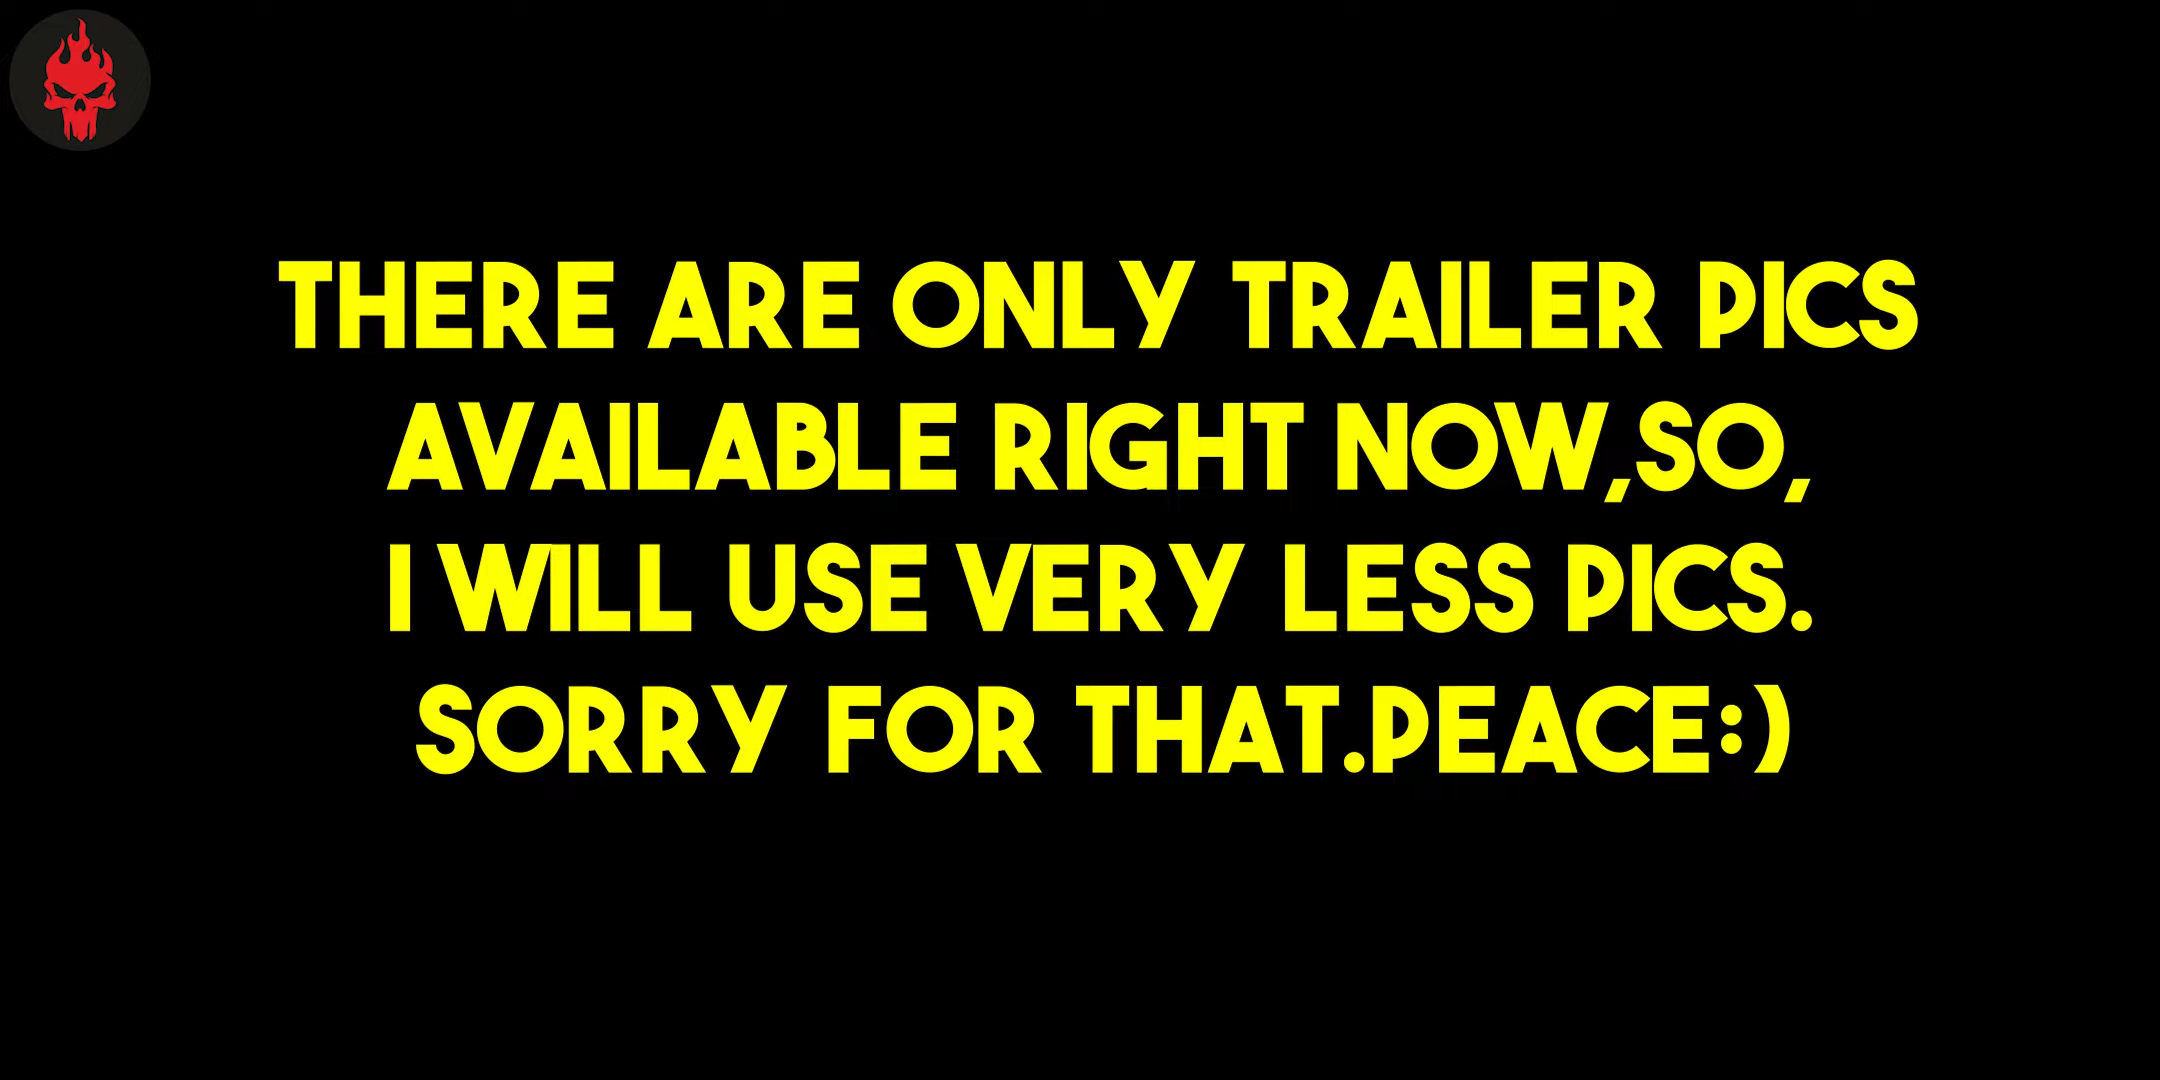 THERE ARE ONLY TRAILER PICS
AVAILABLE RIGHT NOW,SO,
I WILL USE VERY LESS PICS.
SORRY FOR THAT.PEACE:)